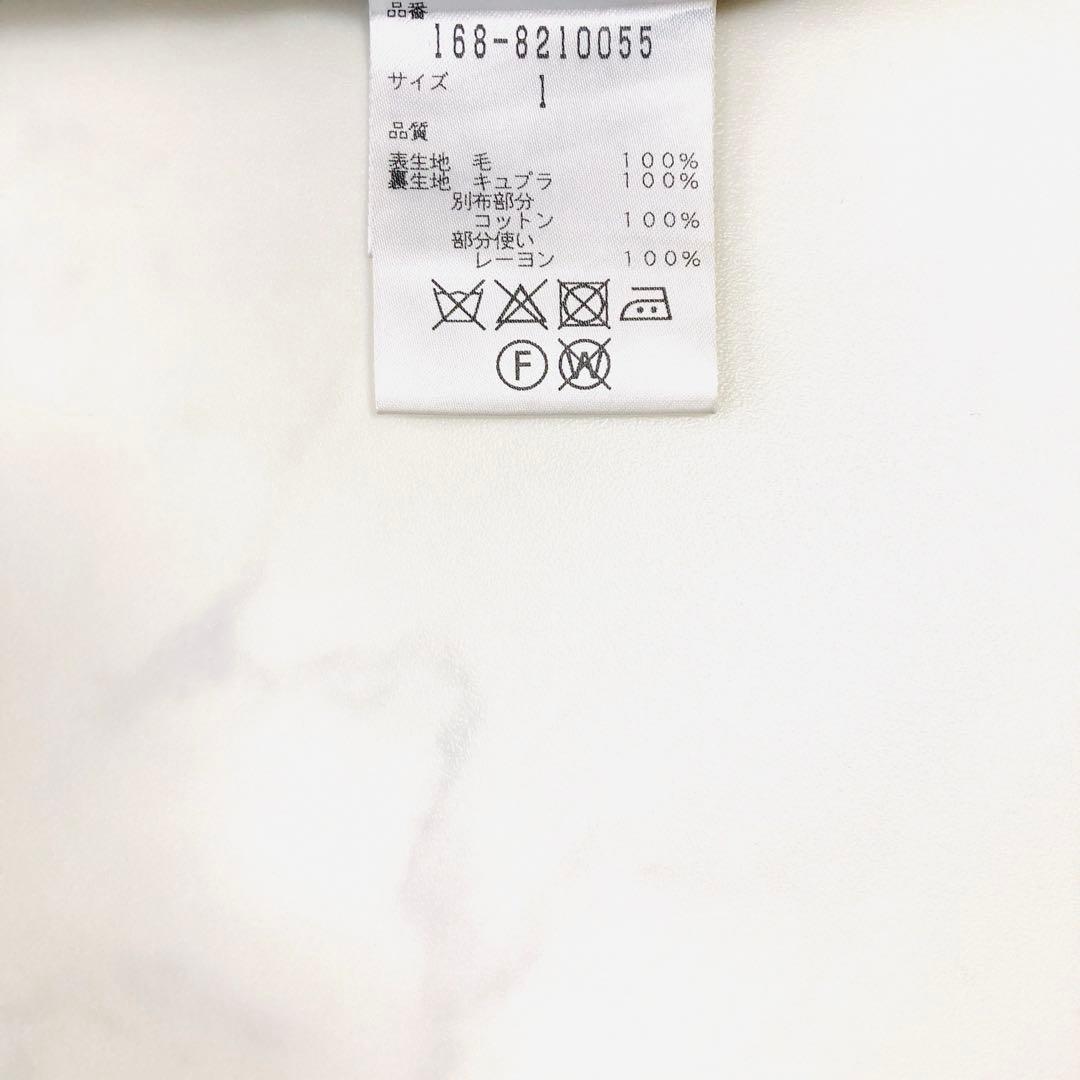 品番
168-8210055
サイズ 1
品質
表生地 毛 100%
裏生地 キュプラ 100%
別布部分
コットン 100%
部分使い
レーヨン 100%
F W